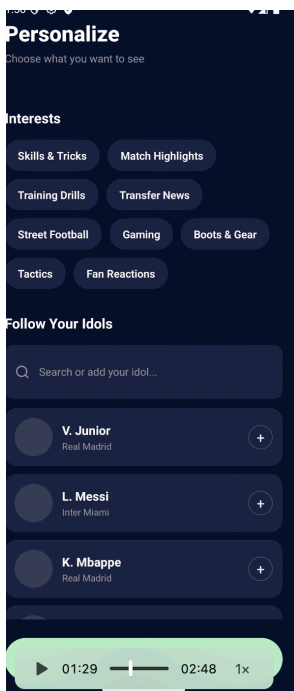 Personalize
Choose what you want to see
Interests
Skills & Tricks Match Highlights
Training Drills Transfer News
Street Football Gaming Boots & Gear
Tactics Fan Reactions
Follow Your Idols
Search or add your idol...
V. Junior
Real Madrid
+
L. Messi
Inter Miami
+
K. Mbappe
Real Madrid
+
01:29 02:48 1×